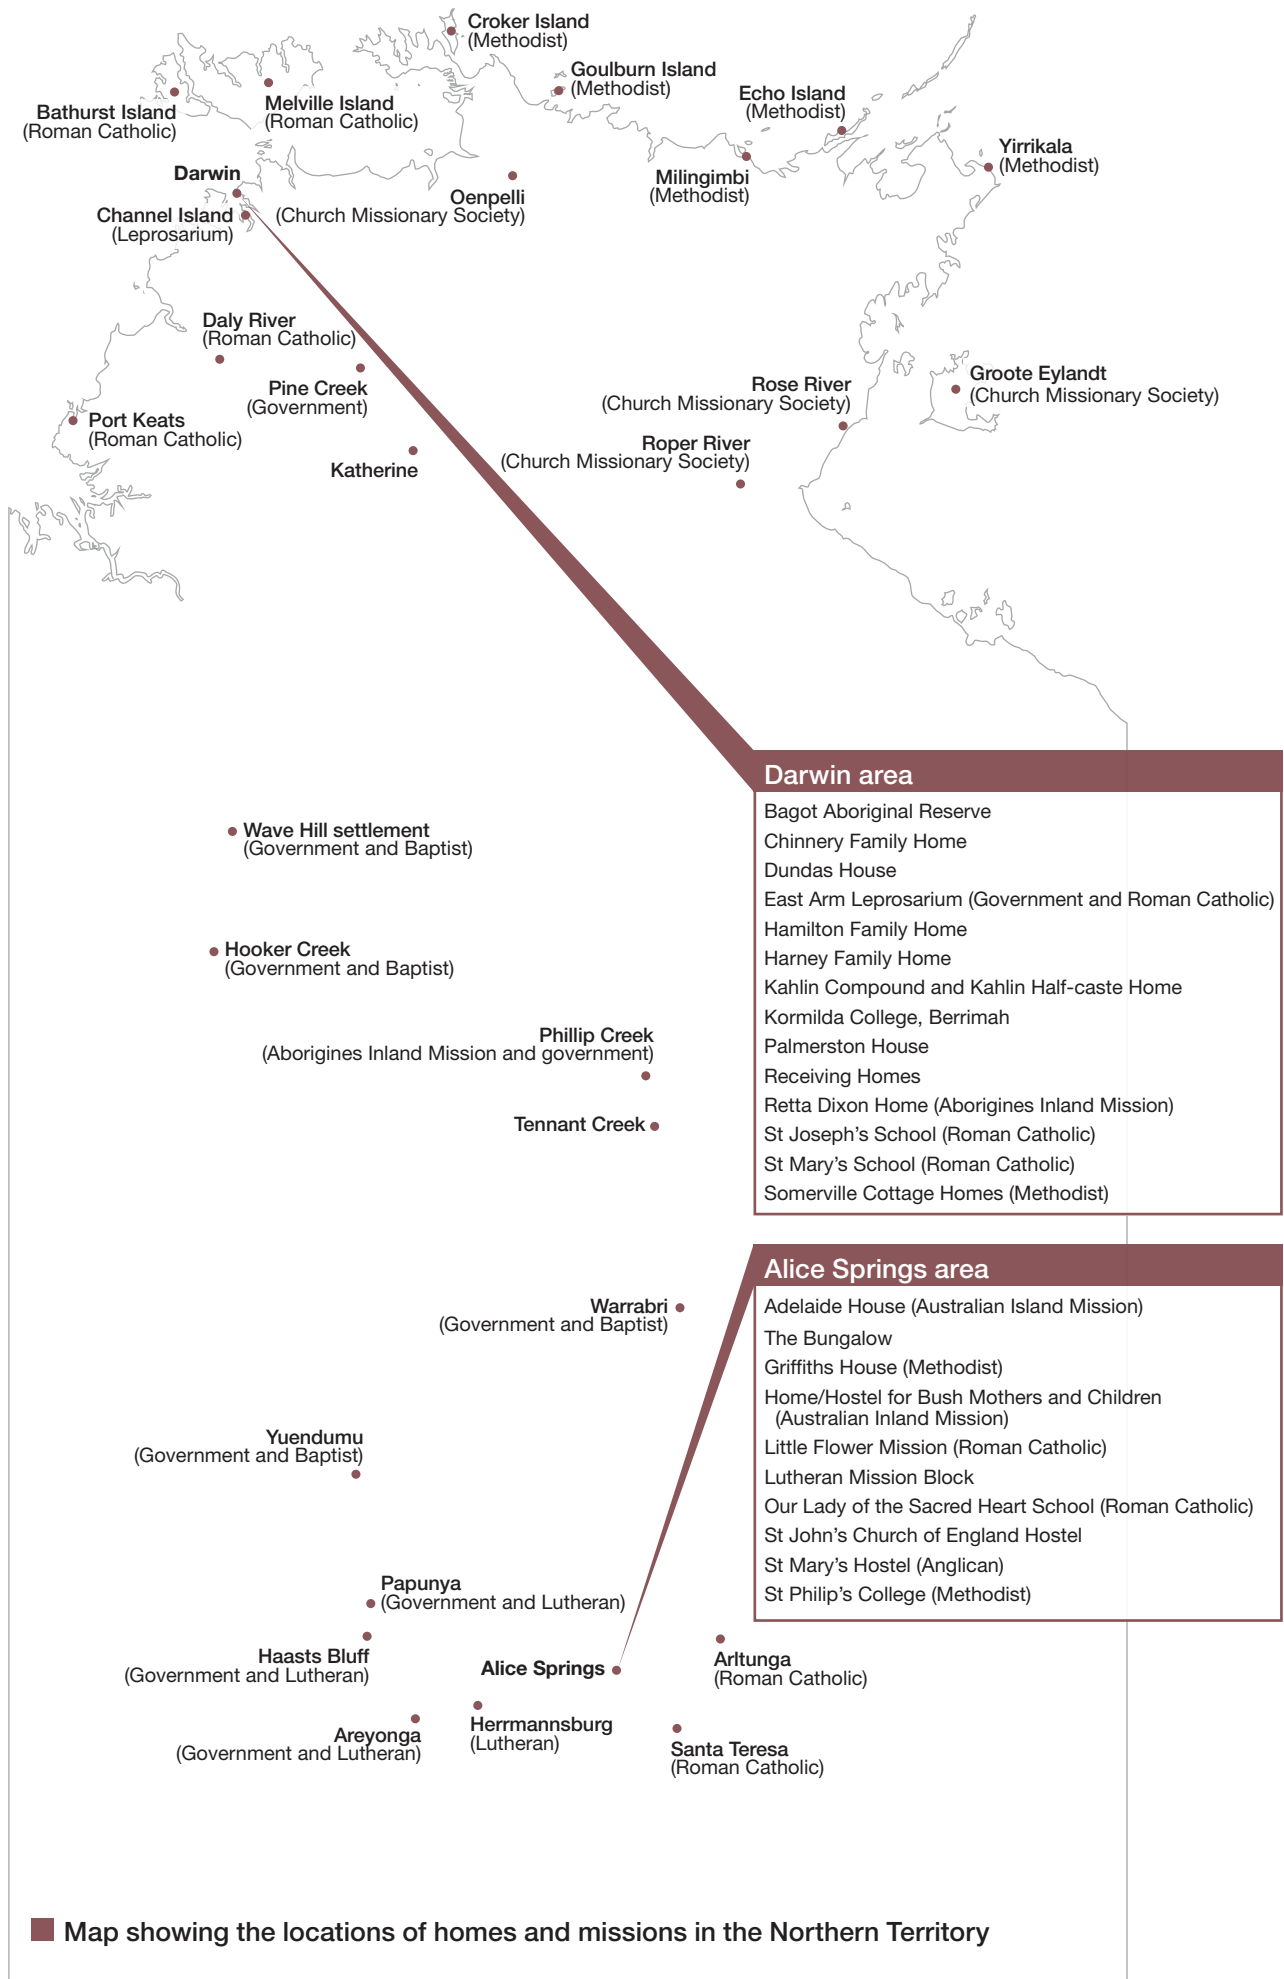 Croker Island
(Methodist)
Goulburn Island
(Methodist)
Echo Island
(Methodist)
Bathurst Island
(Roman Catholic)
Melville Island
(Roman Catholic)
Yirrikala
(Methodist)
Milingimbi
(Methodist)
Darwin
Oenpelli
(Church Missionary Society)
Channel Island
(Leprosarium)
Daly River
(Roman Catholic)
Pine Creek
(Government)
Rose River
(Church Missionary Society)
Groote Eylandt
(Church Missionary Society)
Port Keats
(Roman Catholic)
Roper River
(Church Missionary Society)
Katherine
Darwin area
Bagot Aboriginal Reserve
Chinnery Family Home
Dundas House
East Arm Leprosarium (Government and Roman Catholic)
Hamilton Family Home
Harney Family Home
Kahlin Compound and Kahlin Half-caste Home
Kormilda College, Berrimah
Palmerston House
Receiving Homes
Retta Dixon Home (Aborigines Inland Mission)
St Joseph’s School (Roman Catholic)
St Mary’s School (Roman Catholic)
Somerville Cottage Homes (Methodist)
Wave Hill settlement
(Government and Baptist)
Hooker Creek
(Government and Baptist)
Phillip Creek
(Aborigines Inland Mission and government)
Tennant Creek
Alice Springs area
Adelaide House (Australian Island Mission)
The Bungalow
Griffiths House (Methodist)
Home/Hostel for Bush Mothers and Children
(Australian Inland Mission)
Little Flower Mission (Roman Catholic)
Lutheran Mission Block
Our Lady of the Sacred Heart School (Roman Catholic)
St John’s Church of England Hostel
St Mary’s Hostel (Anglican)
St Philip’s College (Methodist)
Warrabri
(Government and Baptist)
Yuendumu
(Government and Baptist)
Papunya
(Government and Lutheran)
Haasts Bluff
(Government and Lutheran)
Alice Springs
Arltunga
(Roman Catholic)
Areyonga
(Government and Lutheran)
Herrmannsburg
(Lutheran)
Santa Teresa
(Roman Catholic)
Map showing the locations of homes and missions in the Northern Territory